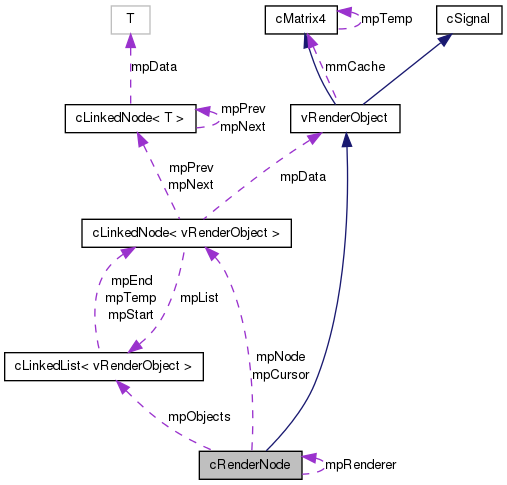 T
cMatrix4
mpTemp
cSignal
mpData
mmCache
cLinkedNode< T >
mpPrev
mpNext
vRenderObject
mpPrev
mpNext
mpData
cLinkedNode< vRenderObject >
mpEnd
mpTemp
mpStart
mpList
cLinkedList< vRenderObject >
mpNode
mpCursor
mpObjects
cRenderNode
mpRenderer